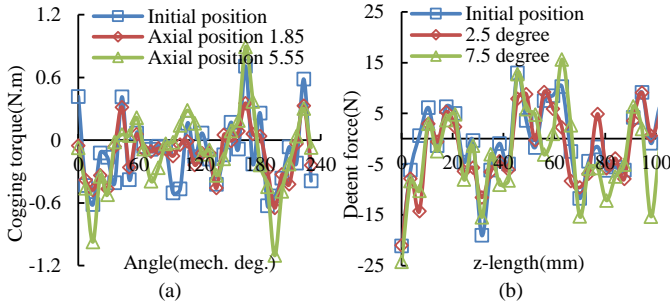 a)
b)
1.2
0.6
0
-0.6
-1.2
0
60
120
180
240
Cogging torque(N.m)
Angle(mech. deg.)
Initial position
Axial position 1.85
Axial position 5.55
(a)
25
15
5
-5
-15
-25
0
20
40
60
80
100
Detent force(N)
z-length(mm)
Initial position
2.5 degree
7.5 degree
(b)